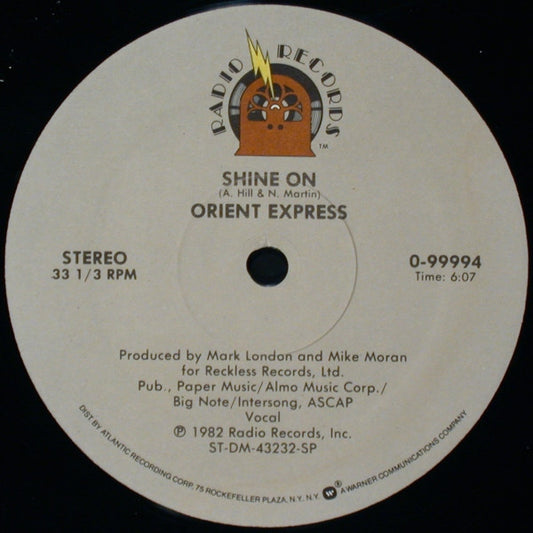 RADIO RECORDS
TM
SHINE ON
(A. Hill & N. Martin)
ORIENT EXPRESS
STEREO
33 1/3 RPM
0-99994
Time: 6:07
Produced by Mark London and Mike Moran
for Reckless Records, Ltd.
Pub., Paper Music/Almo Music Corp./
Big Note/Intersong, ASCAP
Vocal
℗ 1982 Radio Records, Inc.
ST-DM-43232-SP
DIST. BY ATLANTIC RECORDING CORP. 75 ROCKEFELLER PLAZA, N.Y. N.Y. W ® A WARNER COMMUNICATIONS COMPANY